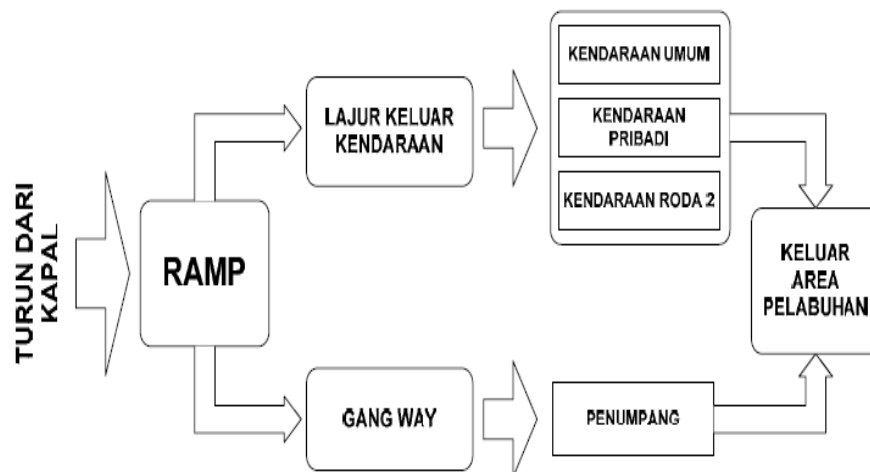 TURUN DARI
KAPAL
RAMP
LAJUR KELUAR
KENDARAAN
KENDARAAN UMUM
KENDARAAN
PRIBADI
KENDARAAN RODA 2
KELUAR
AREA
PELABUHAN
GANG WAY
PENUMPANG